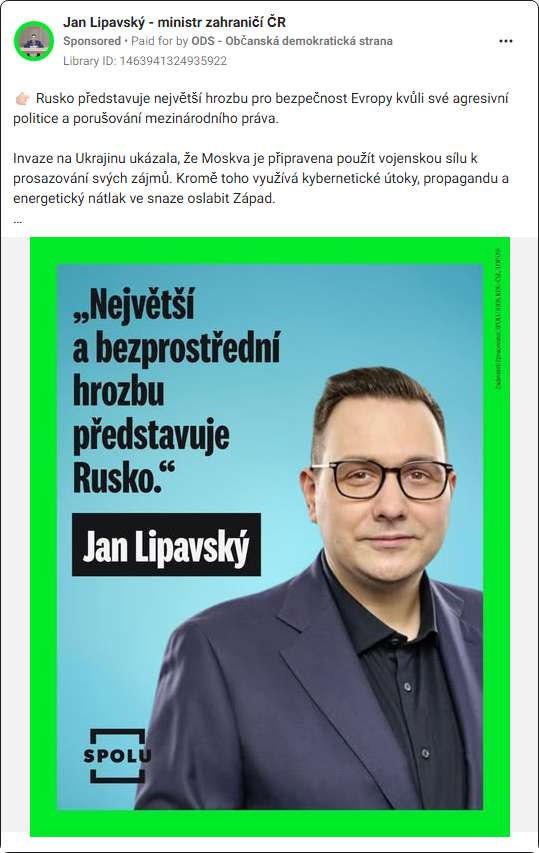 Jan Lipavský - ministr zahraničí ČR
Sponsored • Paid for by ODS - Občanská demokratická strana
Library ID: 1463941324935922
👉🏻 Rusko představuje největší hrozbu pro bezpečnost Evropy kvůli své agresivní
politice a porušování mezinárodního práva.
Invaze na Ukrajinu ukázala, že Moskva je připravena použít vojenskou sílu k
prosazování svých zájmů. Kromě toho využívá kybernetické útoky, propagandu a
energetický nátlak ve snaze oslabit Západ.
...
„Největší
a bezprostřední
hrozbu
představuje
Rusko.“
Jan Lipavský
SPOLU